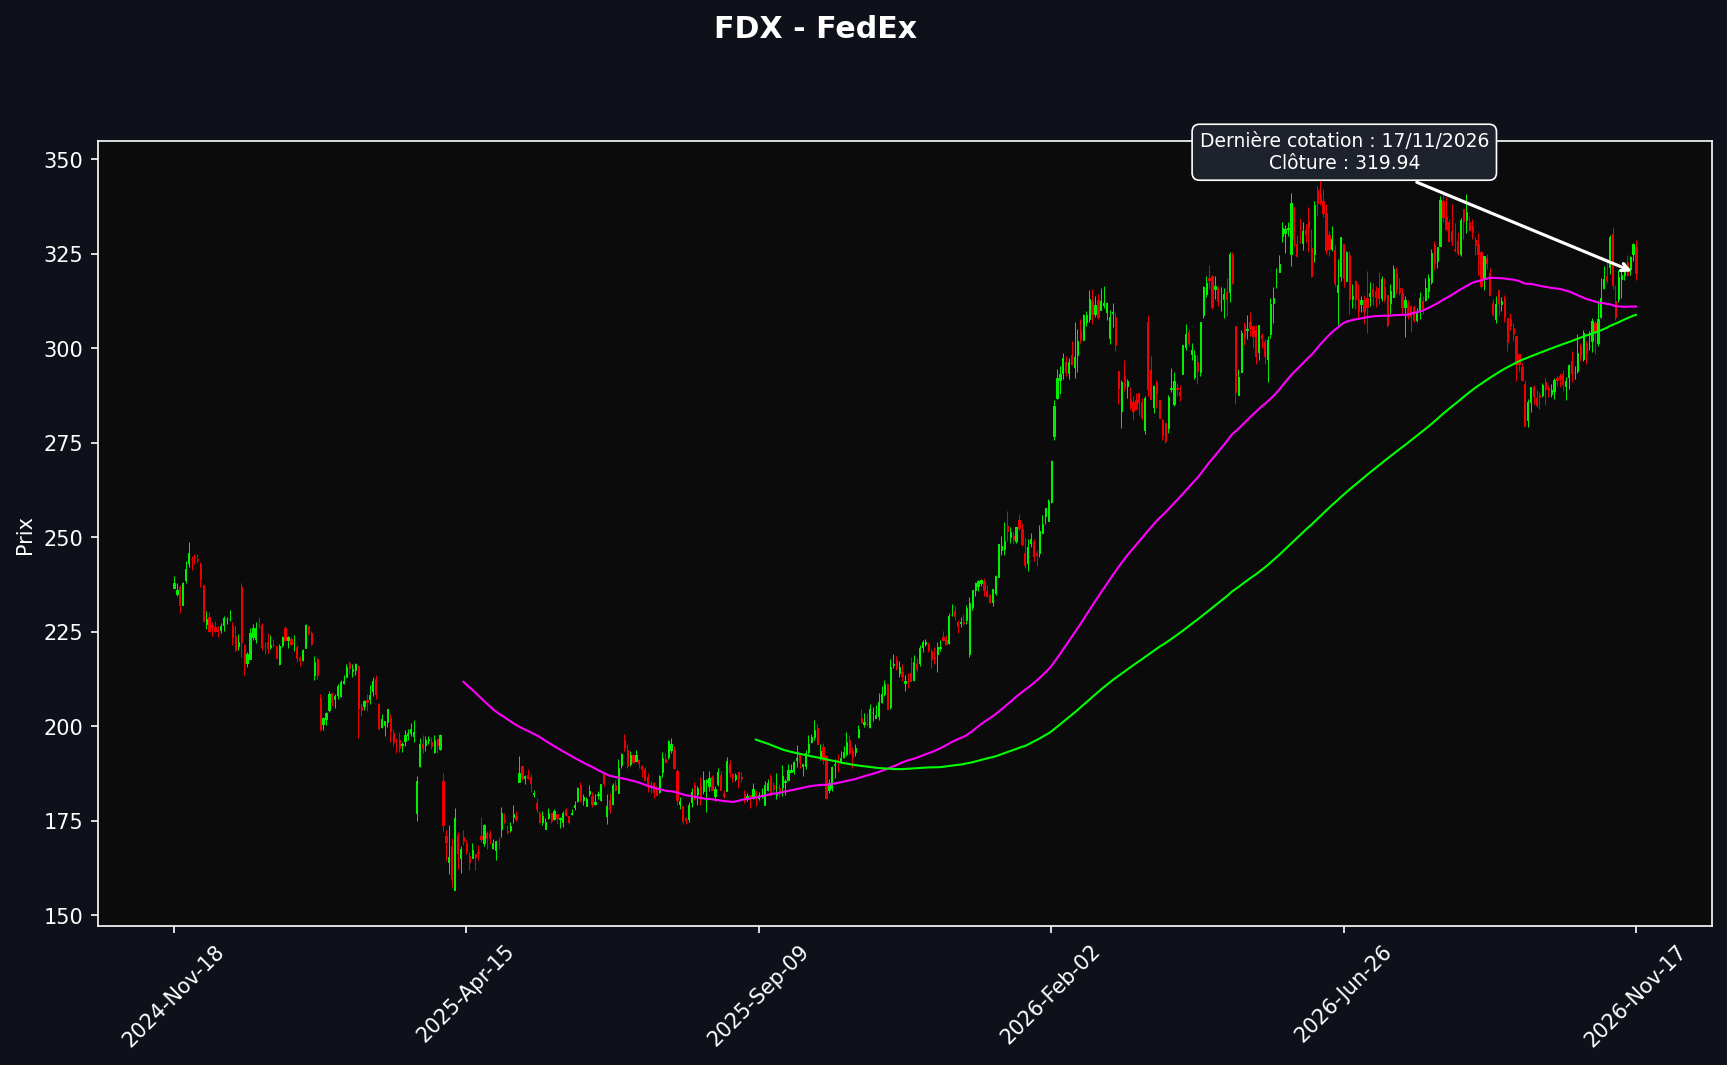 FDX - FedEx
Dernière cotation : 17/11/2026
Clôture : 319.94
350
325
300
275
250
225
200
175
150
Prix
2024-Nov-18
2025-Apr-15
2025-Sep-09
2026-Feb-02
2026-Jun-26
2026-Nov-17